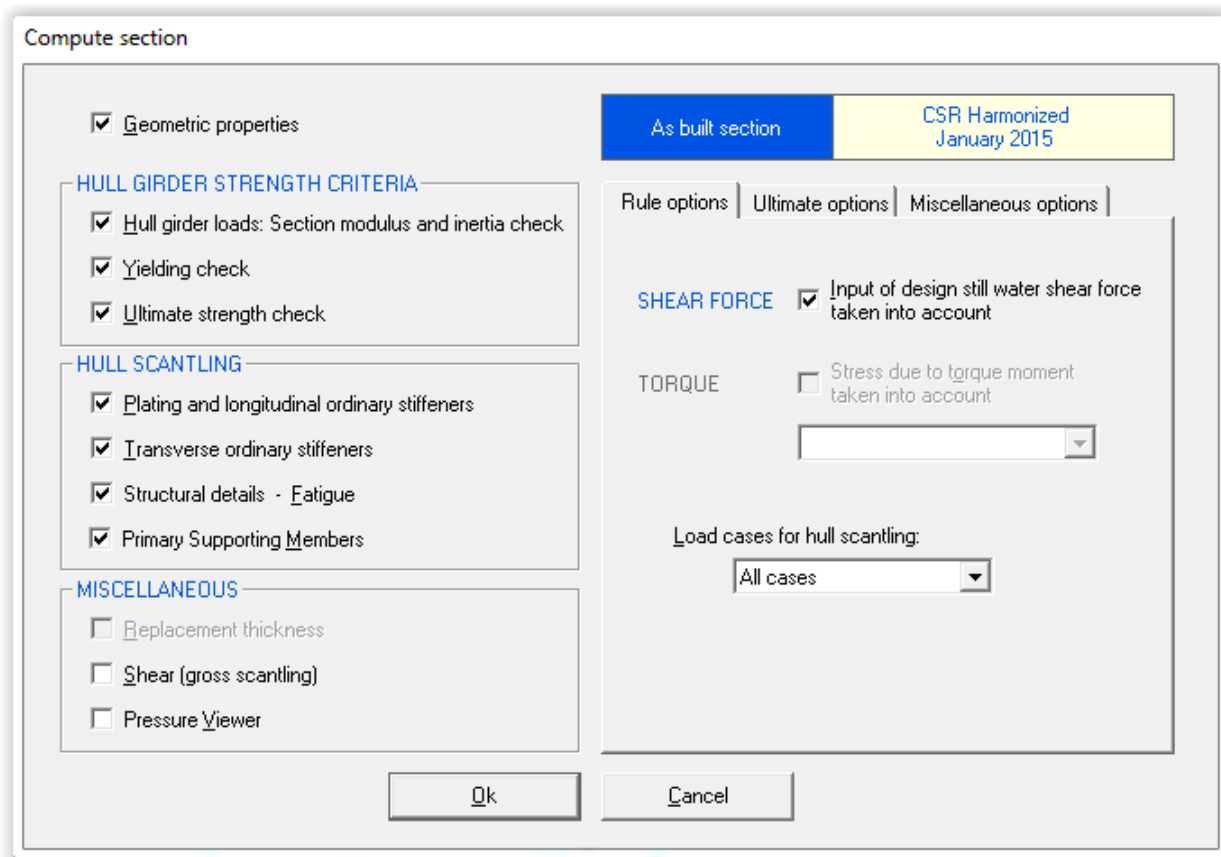 Compute section
Geometric properties
HULL GIRDER STRENGTH CRITERIA
Hull girder loads: Section modulus and inertia check
Yielding check
Ultimate strength check
HULL SCANTLING
Plating and longitudinal ordinary stiffeners
Transverse ordinary stiffeners
Structural details - Fatigue
Primary Supporting Members
MISCELLANEOUS
Replacement thickness
Shear (gross scantling)
Pressure Viewer
As built section
CSR Harmonized
January 2015
Rule options
Ultimate options
Miscellaneous options
SHEAR FORCE
Input of design still water shear force
taken into account
TORQUE
Stress due to torque moment
taken into account
Load cases for hull scantling:
All cases
Ok
Cancel